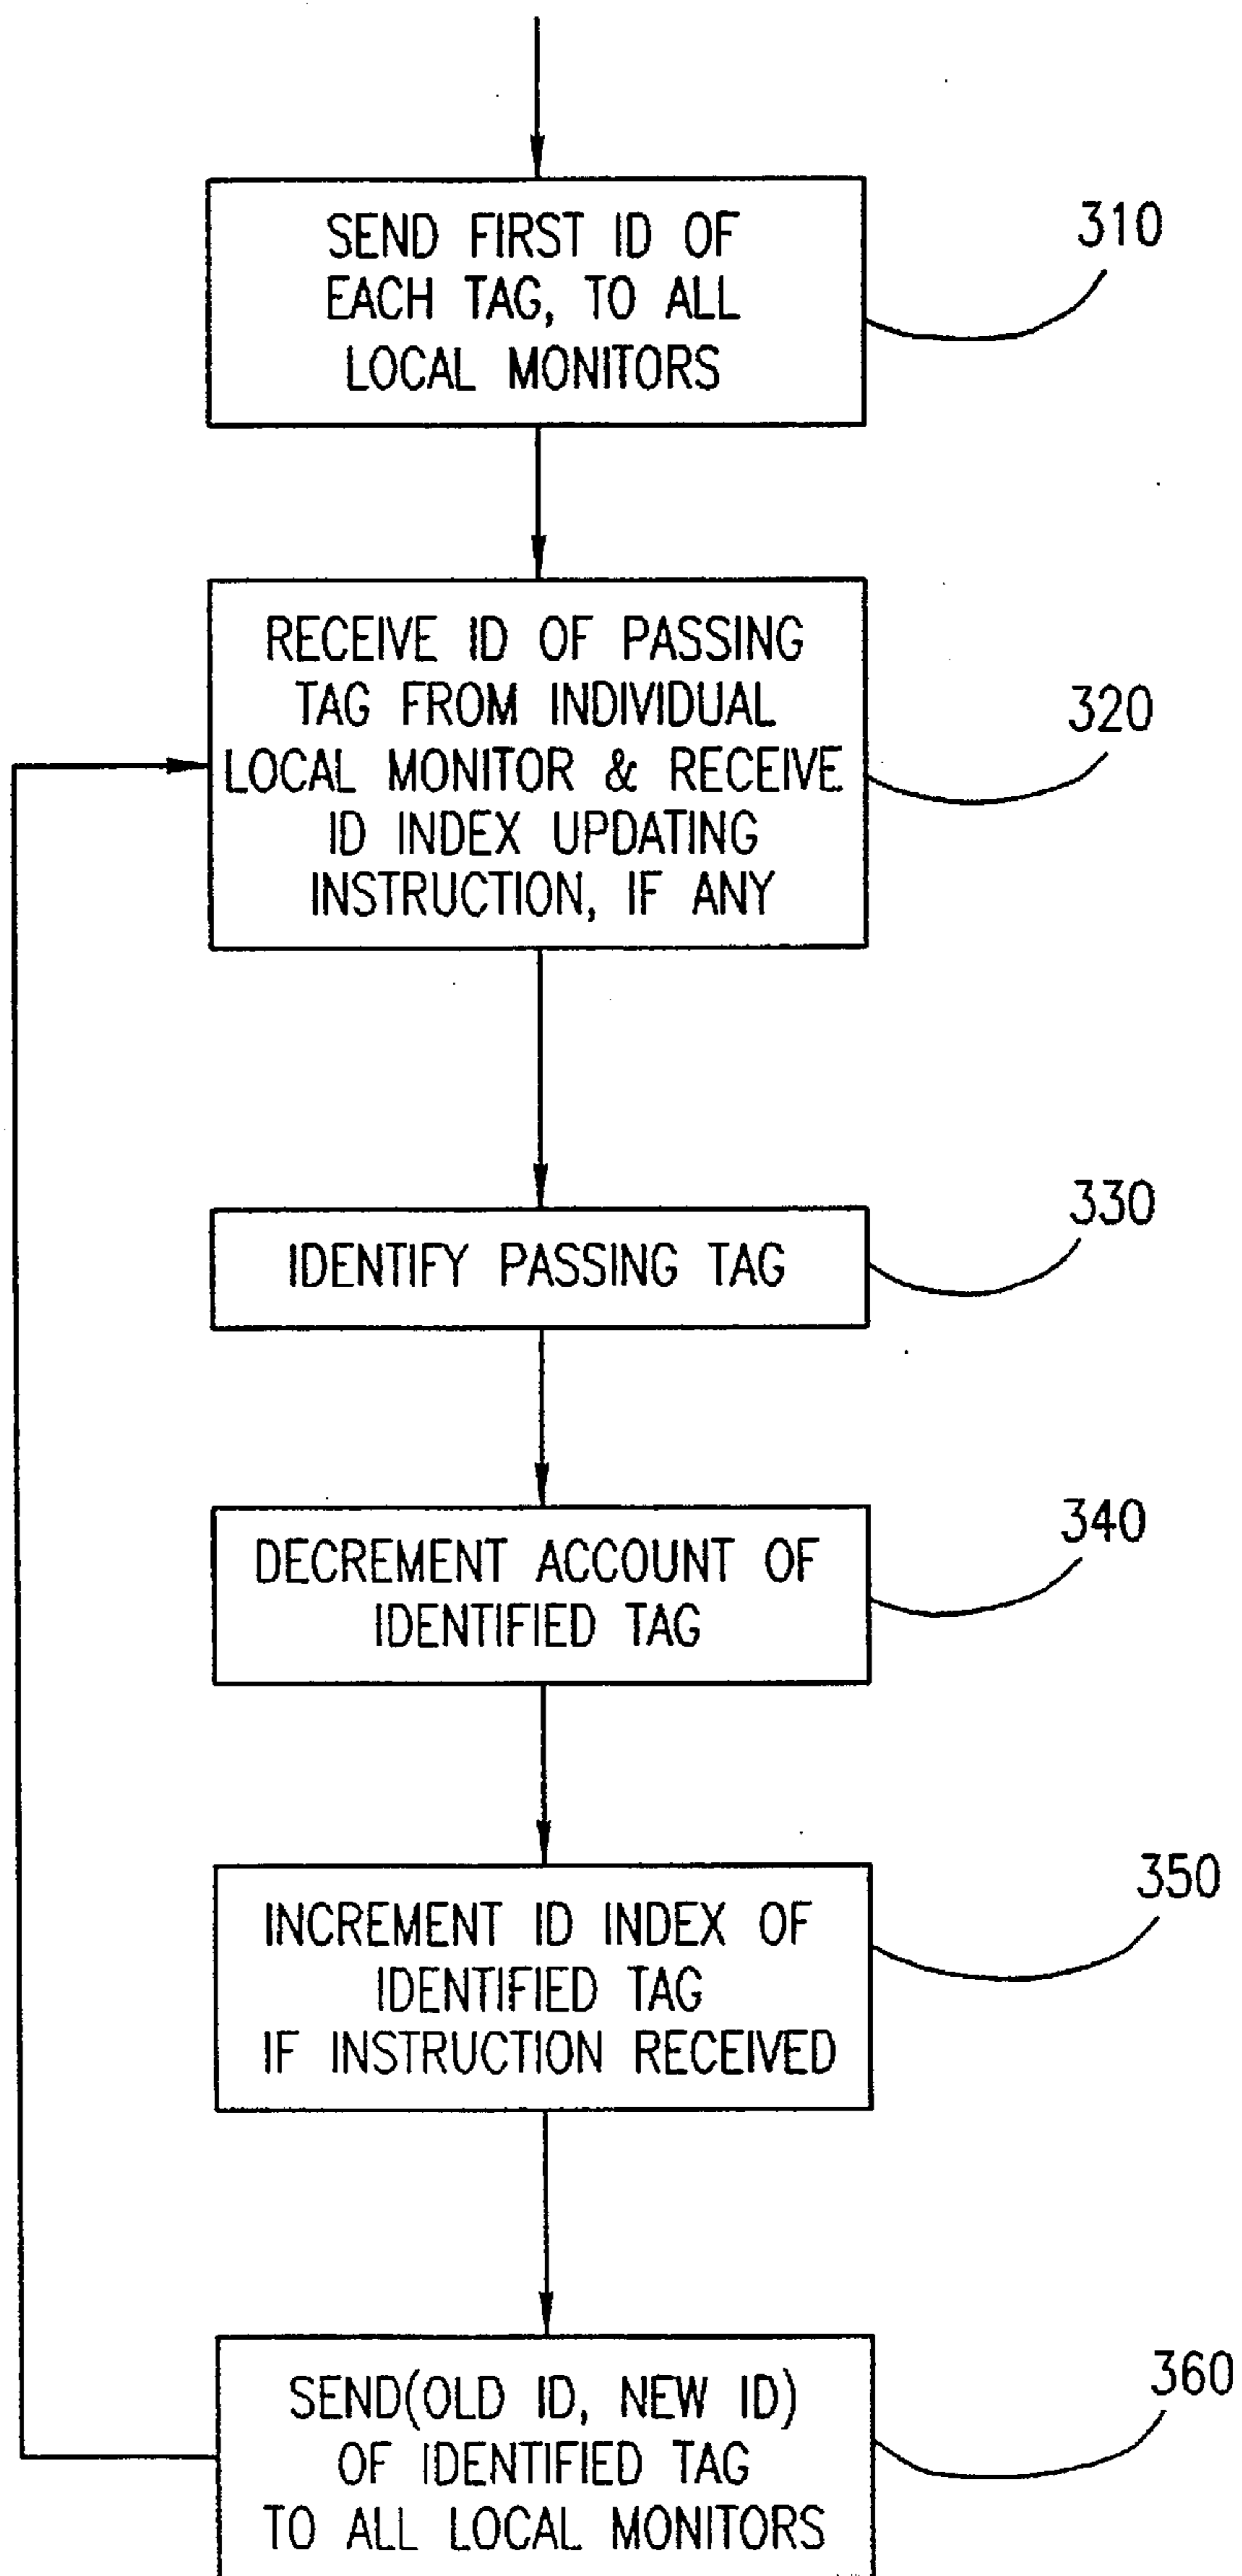 SEND FIRST ID OF
EACH TAG, TO ALL
LOCAL MONITORS
310
RECEIVE ID OF PASSING
TAG FROM INDIVIDUAL
LOCAL MONITOR & RECEIVE
ID INDEX UPDATING
INSTRUCTION, IF ANY
320
IDENTIFY PASSING TAG
330
DECREMENT ACCOUNT OF
IDENTIFIED TAG
340
INCREMENT ID INDEX OF
IDENTIFIED TAG
IF INSTRUCTION RECEIVED
350
SEND(OLD ID, NEW ID)
OF IDENTIFIED TAG
TO ALL LOCAL MONITORS
360